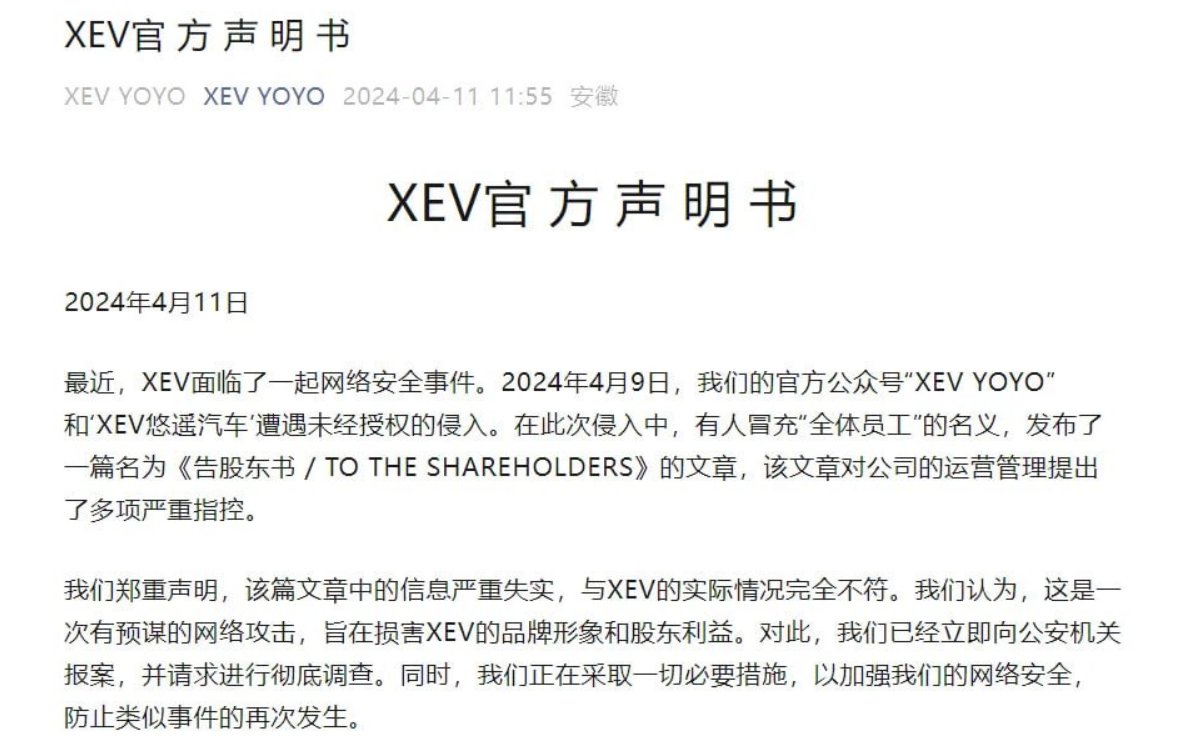 XEV官 方 声 明 书
XEV YOYO XEV YOYO 2024-04-11 11:55 安徽
XEV官 方 声 明 书
2024年4月11日
最近，XEV面临了一起网络安全事件。2024年4月9日，我们的官方公众号“XEV YOYO”
和‘XEV悠遥汽车’遭遇未经授权的侵入。在此次侵入中，有人冒充“全体员工”的名义，发布了
一篇名为《告股东书 / TO THE SHAREHOLDERS》的文章，该文章对公司的运营管理提出
了多项严重指控。
我们郑重声明，该篇文章中的信息严重失实，与XEV的实际情况完全不符。我们认为，这是一
次有预谋的网络攻击，旨在损害XEV的品牌形象和股东利益。对此，我们已经立即向公安机关
报案，并请求进行彻底调查。同时，我们正在采取一切必要措施，以加强我们的网络安全，
防止类似事件的再次发生。